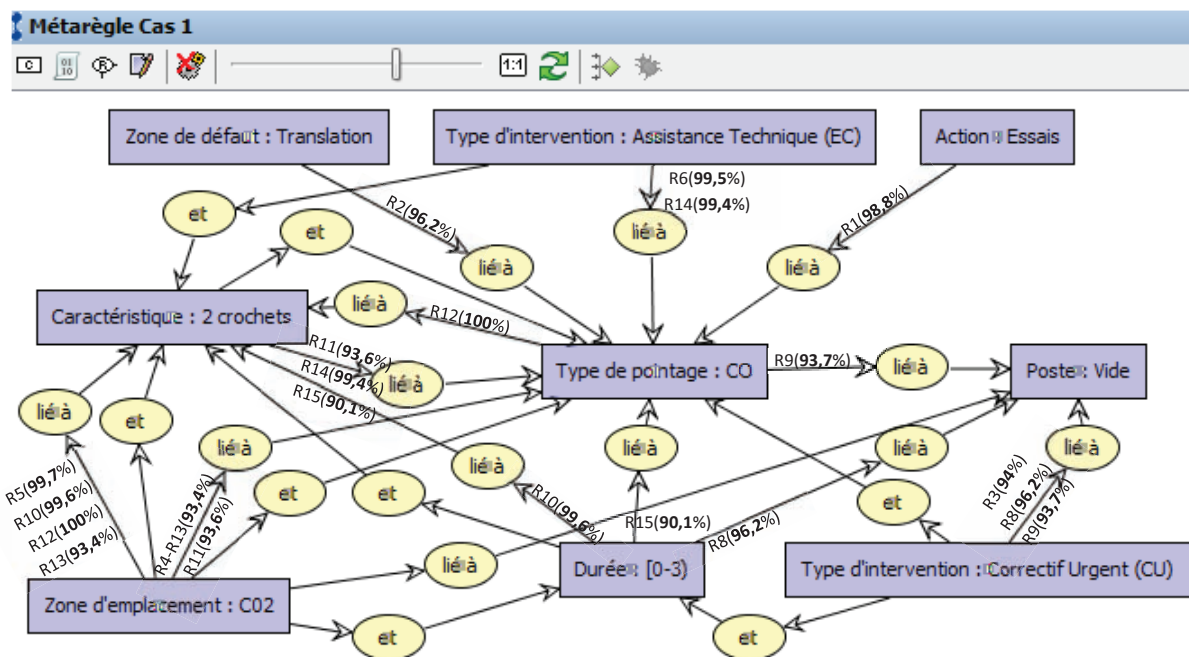 Métarègle Cas 1
C
01
10
R
1:1
Zone de défaut : Translation
Type d'intervention : Assistance Technique (EC)
Action : Essais
R6(99,5%)
R14(99,4%)
R2(96,2%)
R1(98,8%)
et
et
lié à
lié à
lié à
lié à
Caractéristique : 2 crochets
R12(100%)
R11(93,6%)
R14(99,4%)
R15(90,1%)
lié à
Type de pointage : CO
R9(93,7%)
lié à
Poste : Vide
lié à
et
lié à
lié à
lié à
lié à
lié à
R5(99,7%)
R10(99,6%)
R12(100%)
R13(93,4%)
R4-R13(93,4%)
R11(93,6%)
et
et
R10(99,6%)
R15(90,1%)
R8(96,2%)
R3(94%)
R8(96,2%)
R9(93,7%)
et
lié à
Durée : [0-3)
Type d'intervention : Correctif Urgent (CU)
Zone d'emplacement : C02
et
et